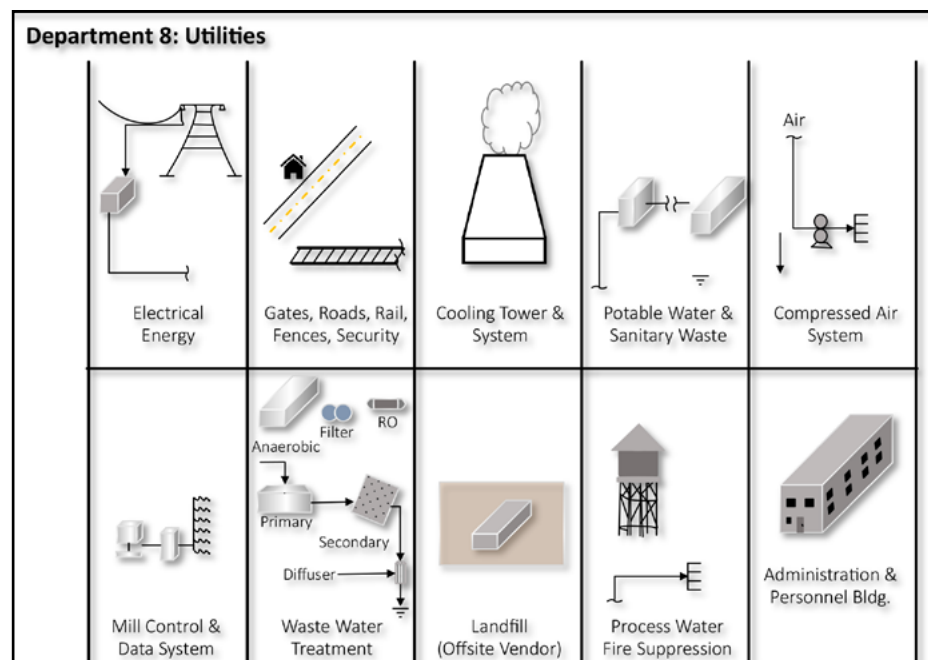 Department 8: Utilities
Air
Electrical
Energy
Gates, Roads, Rail,
Fences, Security
Cooling Tower &
System
Potable Water &
Sanitary Waste
Compressed Air
System
Anaerobic
Filter
RO
Primary
Secondary
Diffuser
Mill Control &
Data System
Waste Water
Treatment
Landfill
(Offsite Vendor)
Process Water
Fire Suppression
Administration &
Personnel Bldg.